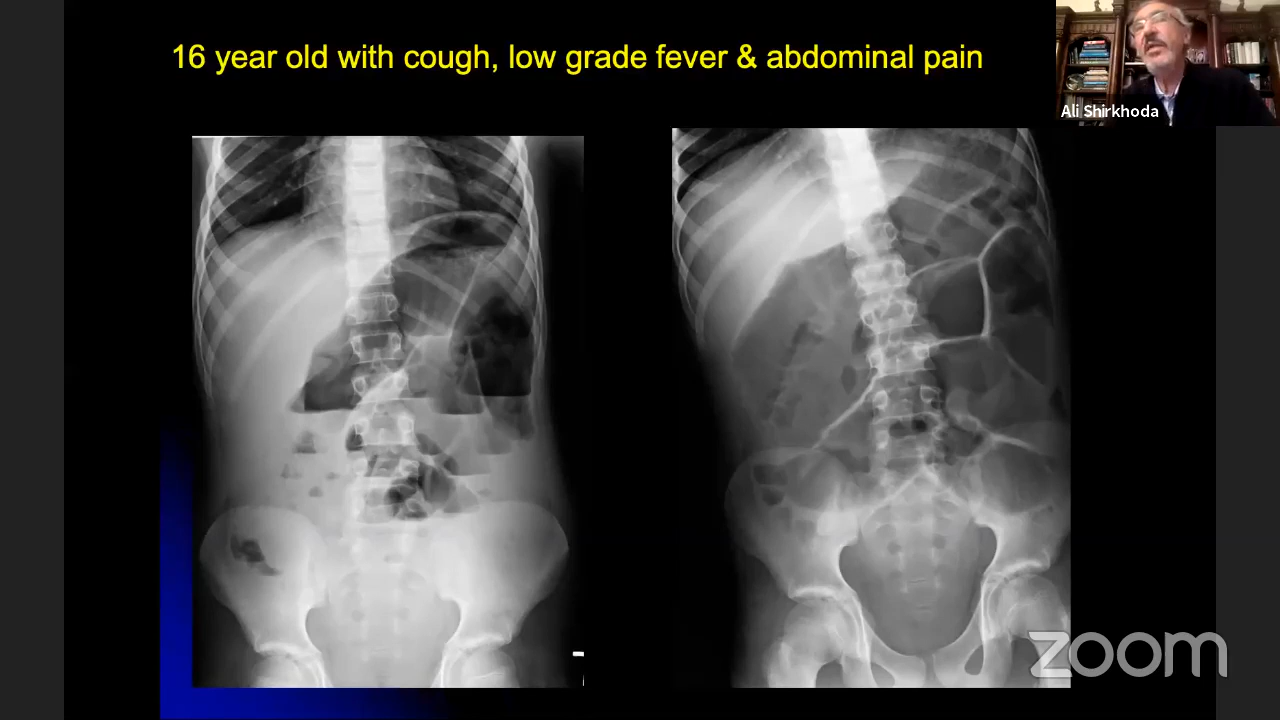 16 year old with cough, low grade fever & abdominal pain
Ali Shirkhoda
zoom